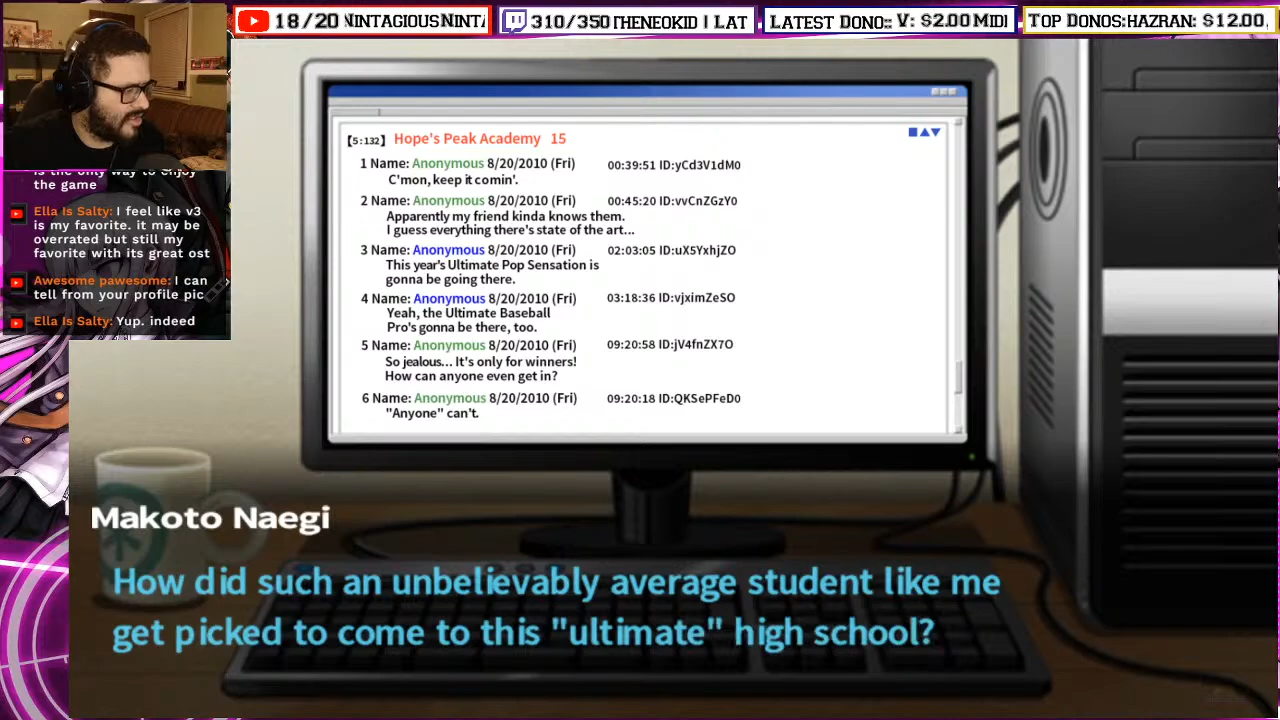 18/20 NINTAGIOUSNINTA
310/350 THENEOKID | LAT
LATEST DONO:: V: $2.00 MIDI
TOP DONOS:HAZRAN: $12.00,
is the only way to enjoy
the game
Ella Is Salty: I feel like v3
is my favorite. it may be
overrated but still my
favorite with its great ost
Awesome pawesome: I can
tell from your profile pic
Ella Is Salty: Yup. indeed
【5:132】 Hope's Peak Academy 15
1 Name: Anonymous 8/20/2010 (Fri) 00:39:51 ID:yCd3V1dM0
C'mon, keep it comin'.
2 Name: Anonymous 8/20/2010 (Fri) 00:45:20 ID:vvCnZGzY0
Apparently my friend kinda knows them.
I guess everything there's state of the art...
3 Name: Anonymous 8/20/2010 (Fri) 02:03:05 ID:uX5YxhjZO
This year's Ultimate Pop Sensation is
gonna be going there.
4 Name: Anonymous 8/20/2010 (Fri) 03:18:36 ID:vjximZeSO
Yeah, the Ultimate Baseball
Pro's gonna be there, too.
5 Name: Anonymous 8/20/2010 (Fri) 09:20:58 ID:jV4fnZX7O
So jealous... It's only for winners!
How can anyone even get in?
6 Name: Anonymous 8/20/2010 (Fri) 09:20:18 ID:QKSePFeD0
"Anyone" can't.
Makoto Naegi
How did such an unbelievably average student like me
get picked to come to this "ultimate" high school?